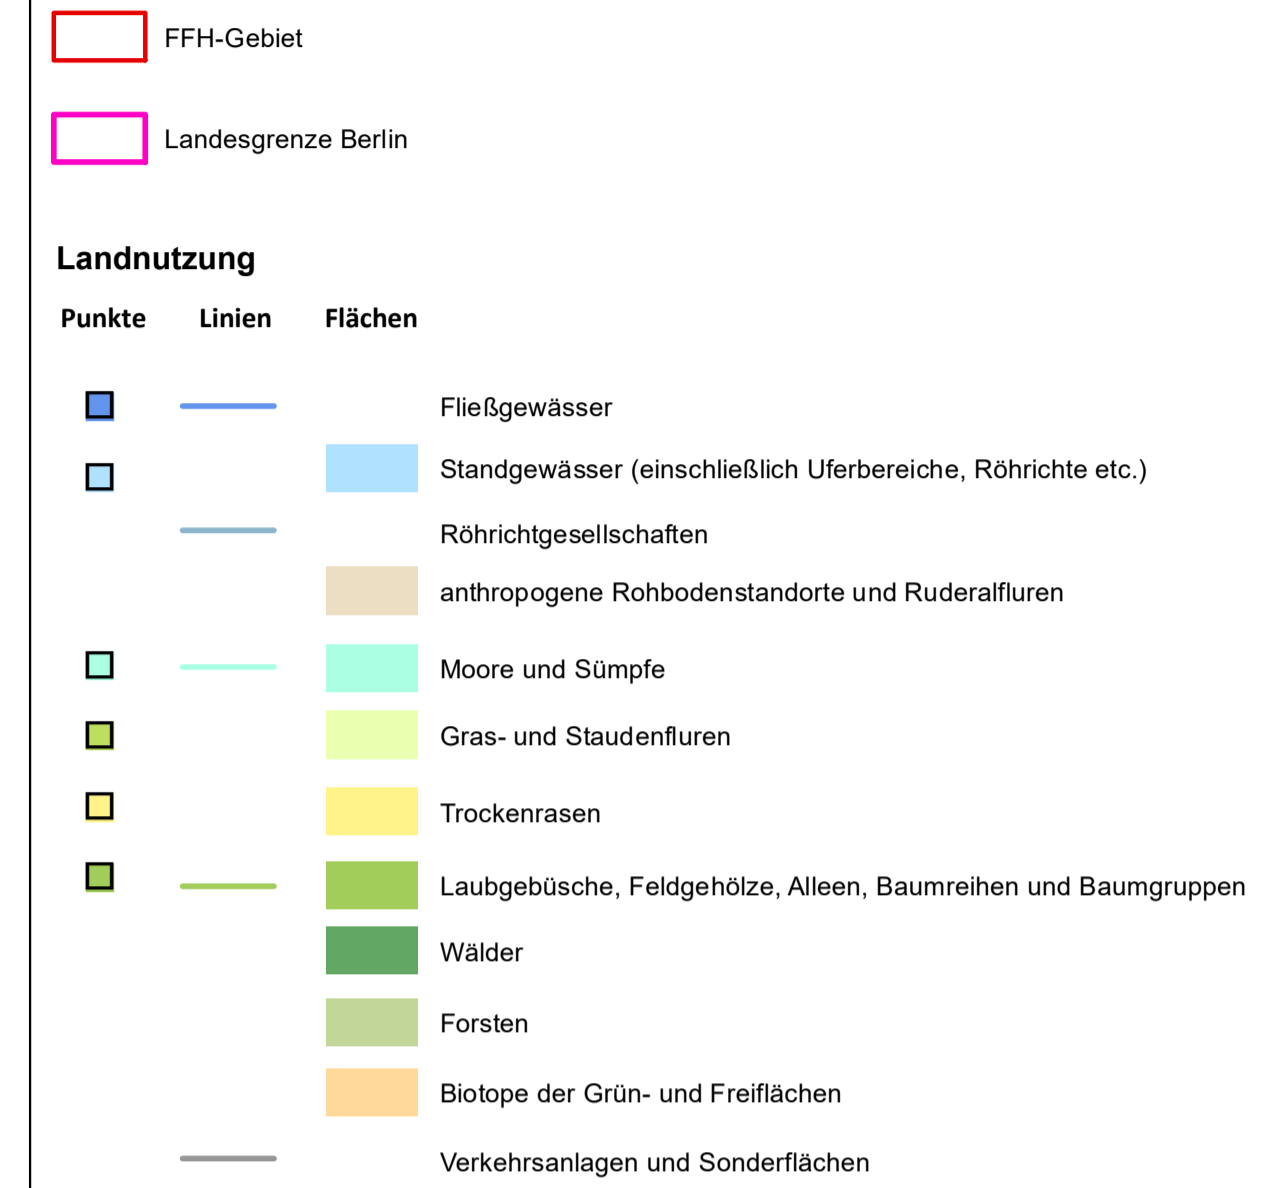 FFH-Gebiet
Landesgrenze Berlin
Landnutzung
Punkte Linien Flächen
Fließgewässer
Standgewässer (einschließlich Uferbereiche, Röhrichte etc.)
Röhrichtgesellschaften
anthropogene Rohbodenstandorte und Ruderalfluren
Moore und Sümpfe
Gras- und Staudenfluren
Trockenrasen
Laubgebüsche, Feldgehölze, Alleen, Baumreihen und Baumgruppen
Wälder
Forsten
Biotope der Grün- und Freiflächen
Verkehrsanlagen und Sonderflächen